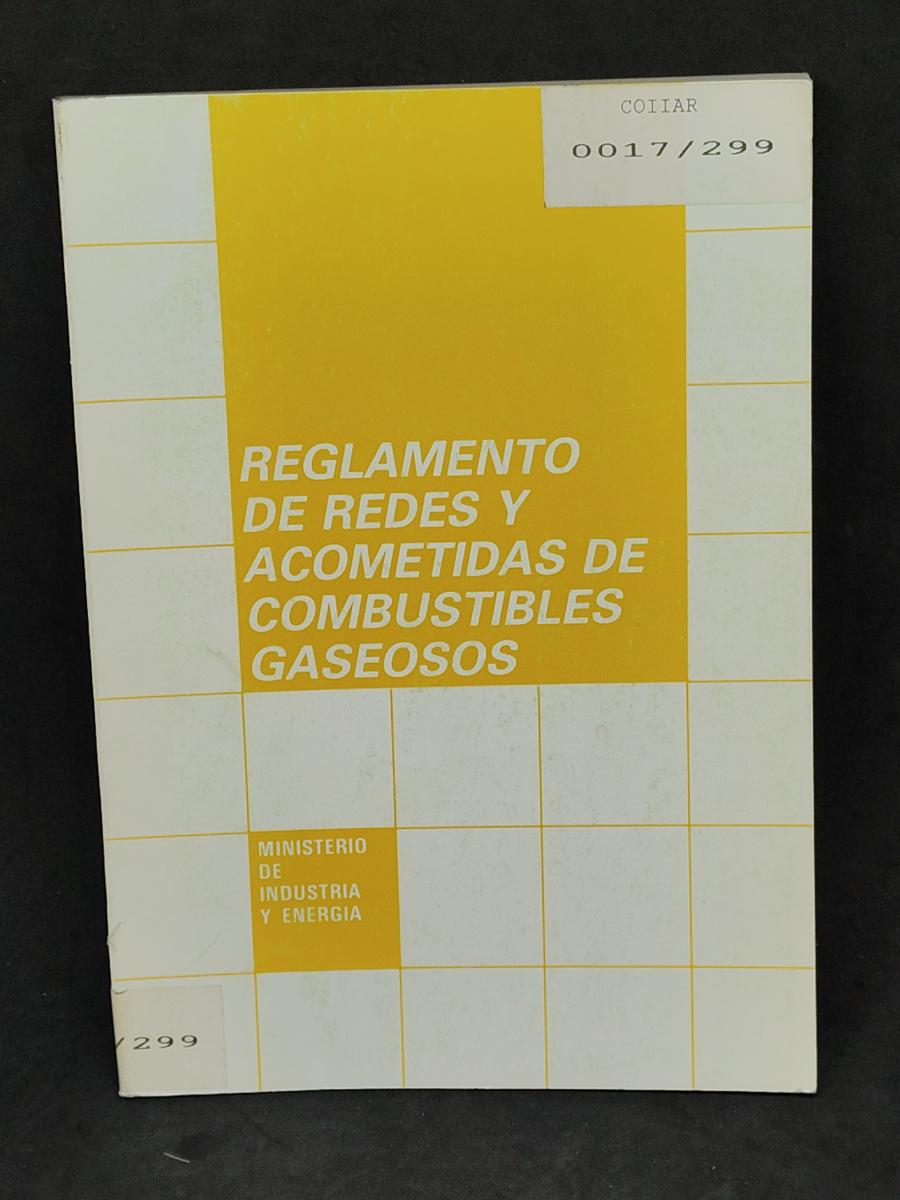 COIIAR
0017/299
REGLAMENTO
DE REDES Y
ACOMETIDAS DE
COMBUSTIBLES
GASEOSOS
MINISTERIO
DE
INDUSTRIA
Y ENERGIA
/299